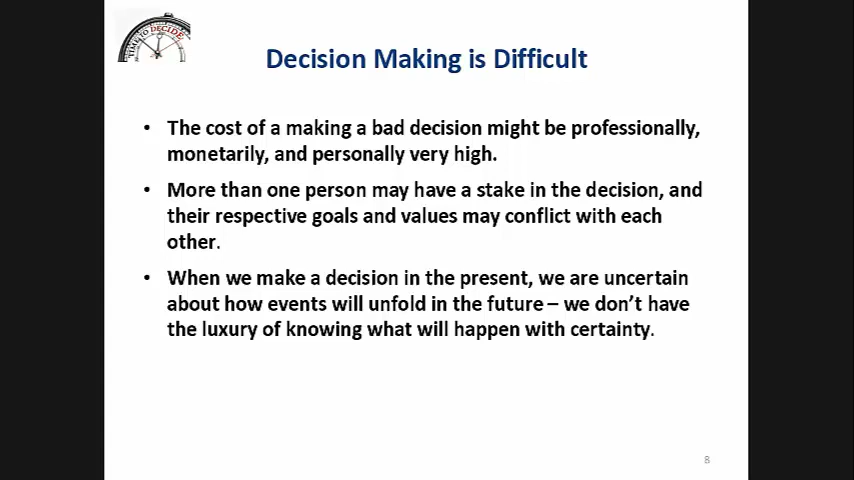 TIME TO DECIDE
Decision Making is Difficult
• The cost of a making a bad decision might be professionally,
monetarily, and personally very high.
• More than one person may have a stake in the decision, and
their respective goals and values may conflict with each
other.
• When we make a decision in the present, we are uncertain
about how events will unfold in the future – we don't have
the luxury of knowing what will happen with certainty.
8